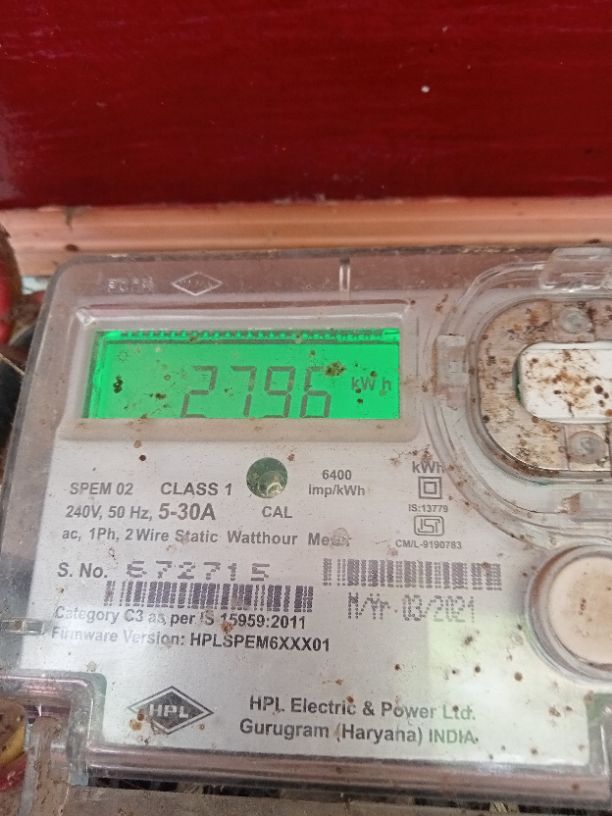 2796 kWh
SPEM 02 CLASS 1 6400 imp/kWh kWh
240V, 50 Hz, 5-30A CAL IS:13779
ac, 1Ph, 2Wire Static Watthour Meter CM/L-9190783
S. No. 672715
M/Yr-03/2021
Category C3 as per IS 15959:2011
Firmware Version: HPLSPEM6XXX01
HPL
HPL Electric & Power Ltd.
Gurugram (Haryana) INDIA